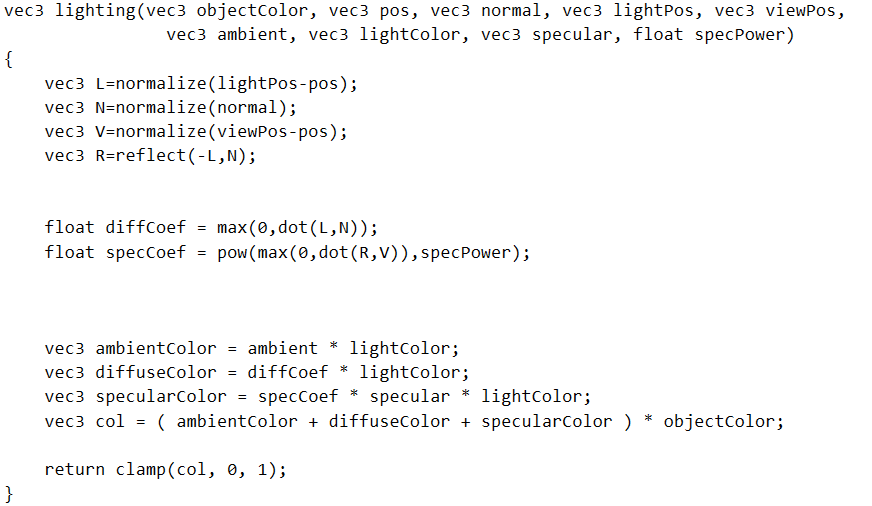 vec3 lighting(vec3 objectColor, vec3 pos, vec3 normal, vec3 lightPos, vec3 viewPos,
                vec3 ambient, vec3 lightColor, vec3 specular, float specPower)
{
    vec3 L=normalize(lightPos-pos);
    vec3 N=normalize(normal);
    vec3 V=normalize(viewPos-pos);
    vec3 R=reflect(-L,N);
    float diffCoef = max(0,dot(L,N));
    float specCoef = pow(max(0,dot(R,V)),specPower);
    vec3 ambientColor = ambient * lightColor;
    vec3 diffuseColor = diffCoef * lightColor;
    vec3 specularColor = specCoef * specular * lightColor;
    vec3 col = ( ambientColor + diffuseColor + specularColor ) * objectColor;
    return clamp(col, 0, 1);
}